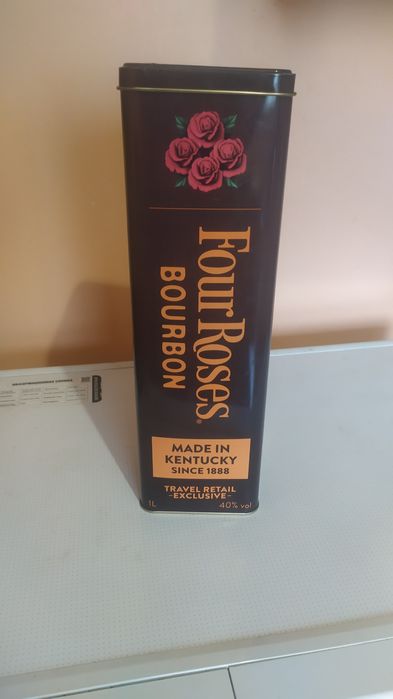 Four Roses®
BOURBON
MADE IN
KENTUCKY
SINCE 1888
TRAVEL RETAIL
-EXCLUSIVE-
1L 40% vol